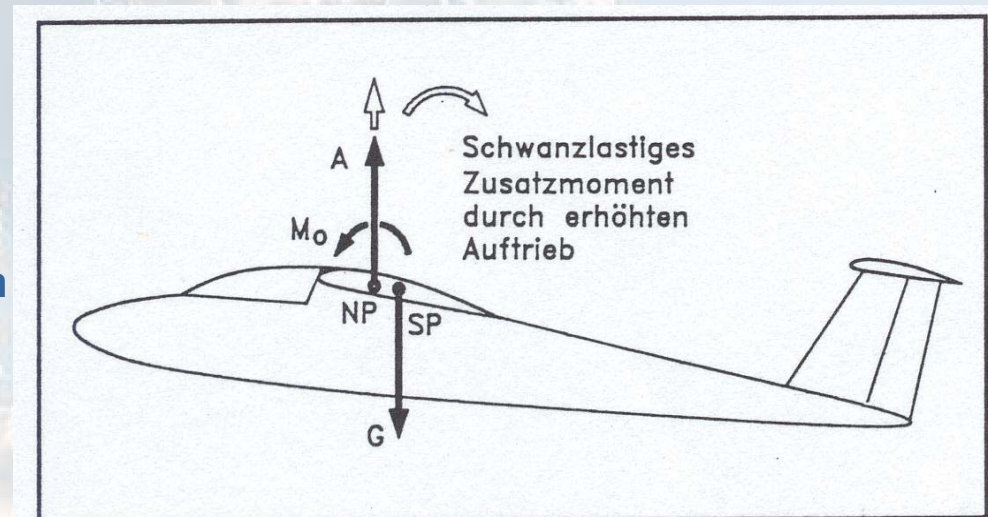 Schwanzlastiges
Zusatzmoment
durch erhöhten
Auftrieb
A
Mo
NP
SP
G